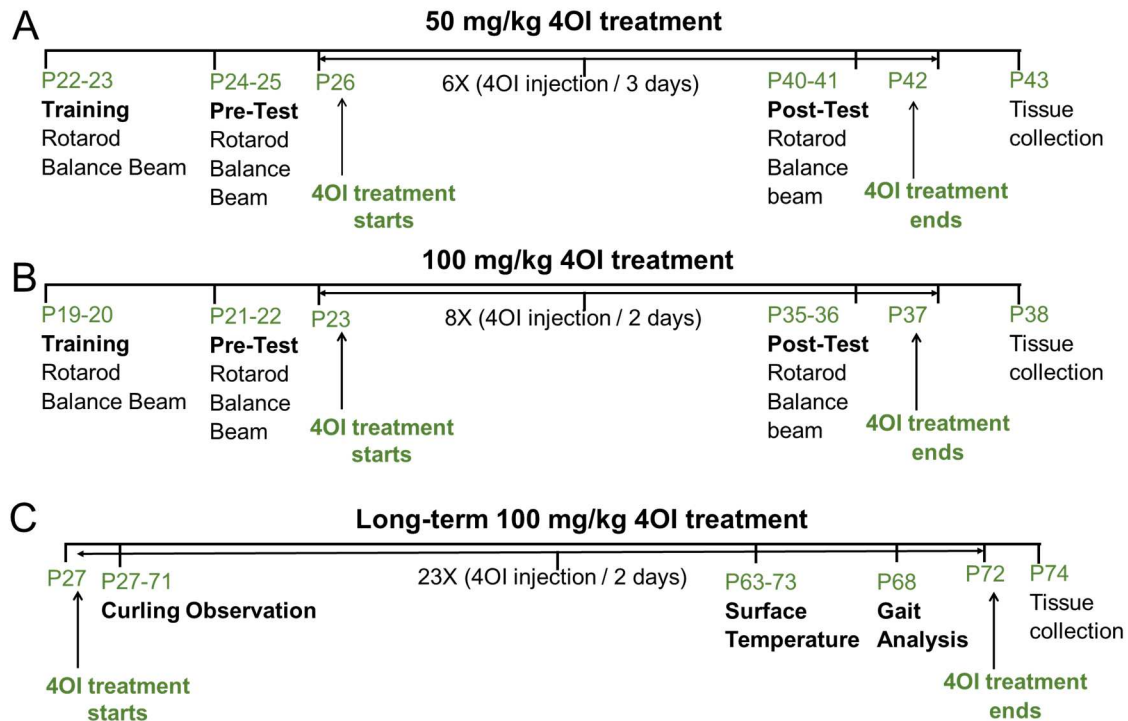 A
50 mg/kg 4OI treatment
P22-23
Training
Rotarod
Balance Beam
P24-25
Pre-Test
Rotarod
Balance
Beam
P26
4OI treatment
starts
6X (4OI injection / 3 days)
P40-41
Post-Test
Rotarod
Balance
beam
P42
4OI treatment
ends
P43
Tissue
collection
B
100 mg/kg 4OI treatment
P19-20
Training
Rotarod
Balance Beam
P21-22
Pre-Test
Rotarod
Balance
Beam
P23
4OI treatment
starts
8X (4OI injection / 2 days)
P35-36
Post-Test
Rotarod
Balance
beam
P37
4OI treatment
ends
P38
Tissue
collection
C
Long-term 100 mg/kg 4OI treatment
P27
4OI treatment
starts
P27-71
Curling Observation
23X (4OI injection / 2 days)
P63-73
Surface
Temperature
P68
Gait
Analysis
P72
4OI treatment
ends
P74
Tissue
collection